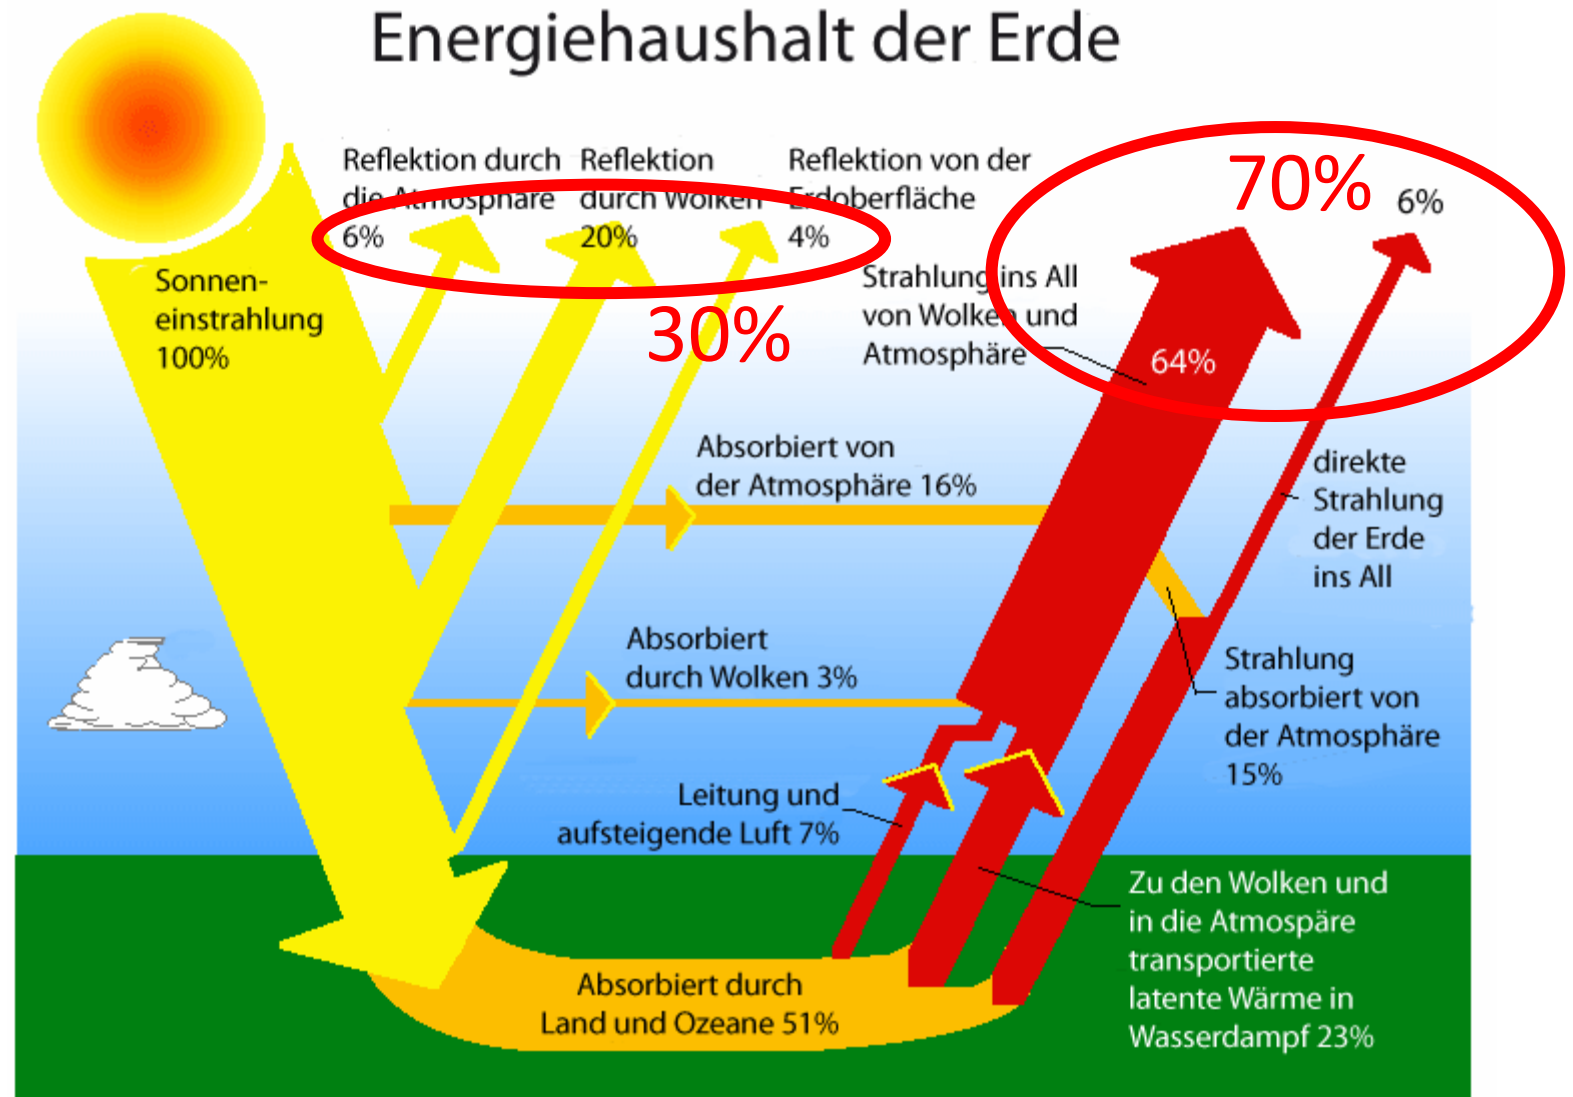 Energiehaushalt der Erde
Reflektion durch
die Atmosphäre
6%
Reflektion
durch Wolken
20%
Reflektion von der
Erdoberfläche
4%
70%
6%
Sonnen-
einstrahlung
100%
30%
Strahlung ins All
von Wolken und
Atmosphäre
64%
Absorbiert von
der Atmosphäre 16%
direkte
Strahlung
der Erde
ins All
Absorbiert
durch Wolken 3%
Strahlung
absorbiert von
der Atmosphäre
15%
Leitung und
aufsteigende Luft 7%
Zu den Wolken und
in die Atmospäre
transportierte
latente Wärme in
Wasserdampf 23%
Absorbiert durch
Land und Ozeane 51%